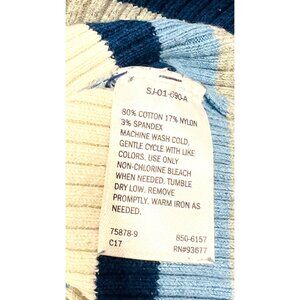 SJ-01-690-A
80% COTTON 17% NYLON
3% SPANDEX
MACHINE WASH COLD,
GENTLE CYCLE WITH LIKE
COLORS. USE ONLY
NON-CHLORINE BLEACH
WHEN NEEDED. TUMBLE
DRY LOW. REMOVE
PROMPTLY. WARM IRON AS
NEEDED.
75878-9 850-6157
C17 RN#93677